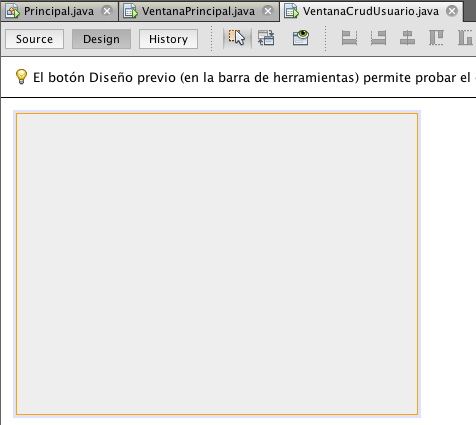 Principal.java VentanaPrincipal.java VentanaCrudUsuario.java
Source Design History
El botón Diseño previo (en la barra de herramientas) permite probar el